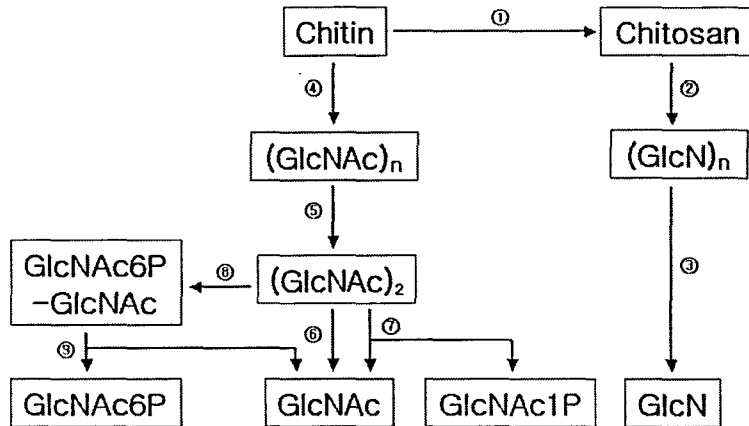 ①
Chitin
Chitosan
④
②
(GlcNAc)n
(GlcN)n
⑤
③
GlcNAc6P
-GlcNAc
⑧
(GlcNAc)2
⑨
⑥
⑦
GlcNAc6P
GlcNAc
GlcNAc1P
GlcN